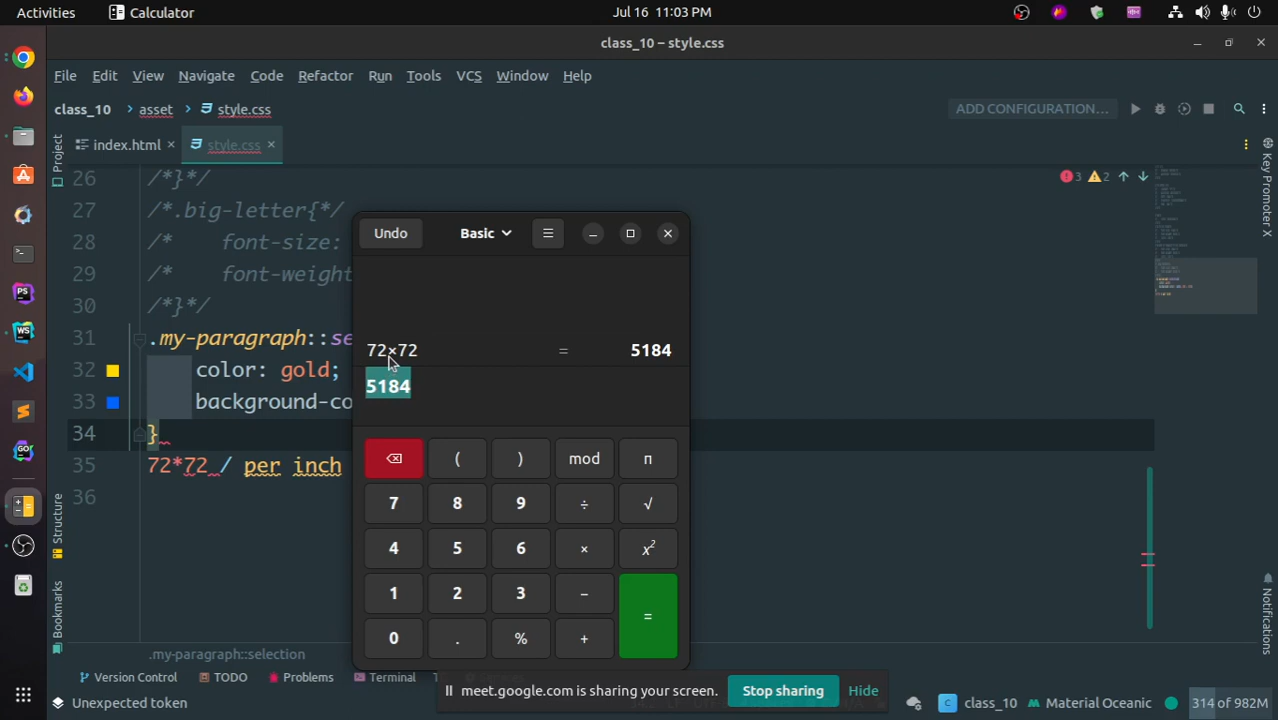 Activities Calculator Jul 16 11:03 PM
class_10 – style.css
File Edit View Navigate Code Refactor Run Tools VCS Window Help
class_10 asset style.css ADD CONFIGURATION...
Project index.html style.css Key Promoter X
26 /*}*/ 3 2
27 /*.big-letter{*/
28 /* font-size:
29 /* font-weight
30 /*}*/
31 .my-paragraph::se
32 color: gold;
33 background-co
34 }
35 72*72 / per inch
36
Undo Basic
72×72 = 5184
5184
( ) mod π
7 8 9 ÷ √
4 5 6 × x²
1 2 3 −
=
0 . % +
Structure
Bookmarks
Notifications
.my-paragraph::selection
Version Control TODO Problems Terminal Services
meet.google.com is sharing your screen. Stop sharing Hide
Unexpected token class_10 Material Oceanic 314 of 982M